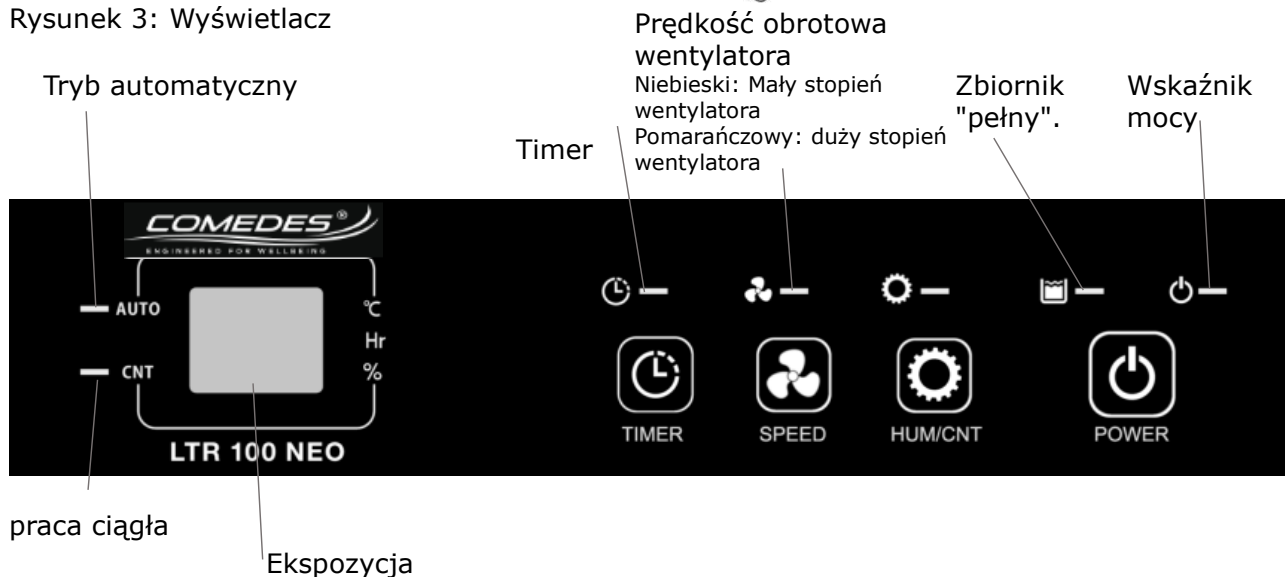 Rysunek 3: Wyświetlacz
Prędkość obrotowa
wentylatora
Niebieski: Mały stopień
wentylatora
Pomarańczowy: duży stopień
wentylatora
Tryb automatyczny
Timer
Zbiornik
"pełny".
Wskaźnik
mocy
COMEDES®
ENGINEERED FOR WELLBEING
AUTO
°C
Hr
CNT
%
LTR 100 NEO
TIMER
SPEED
HUM/CNT
POWER
praca ciągła
Ekspozycja